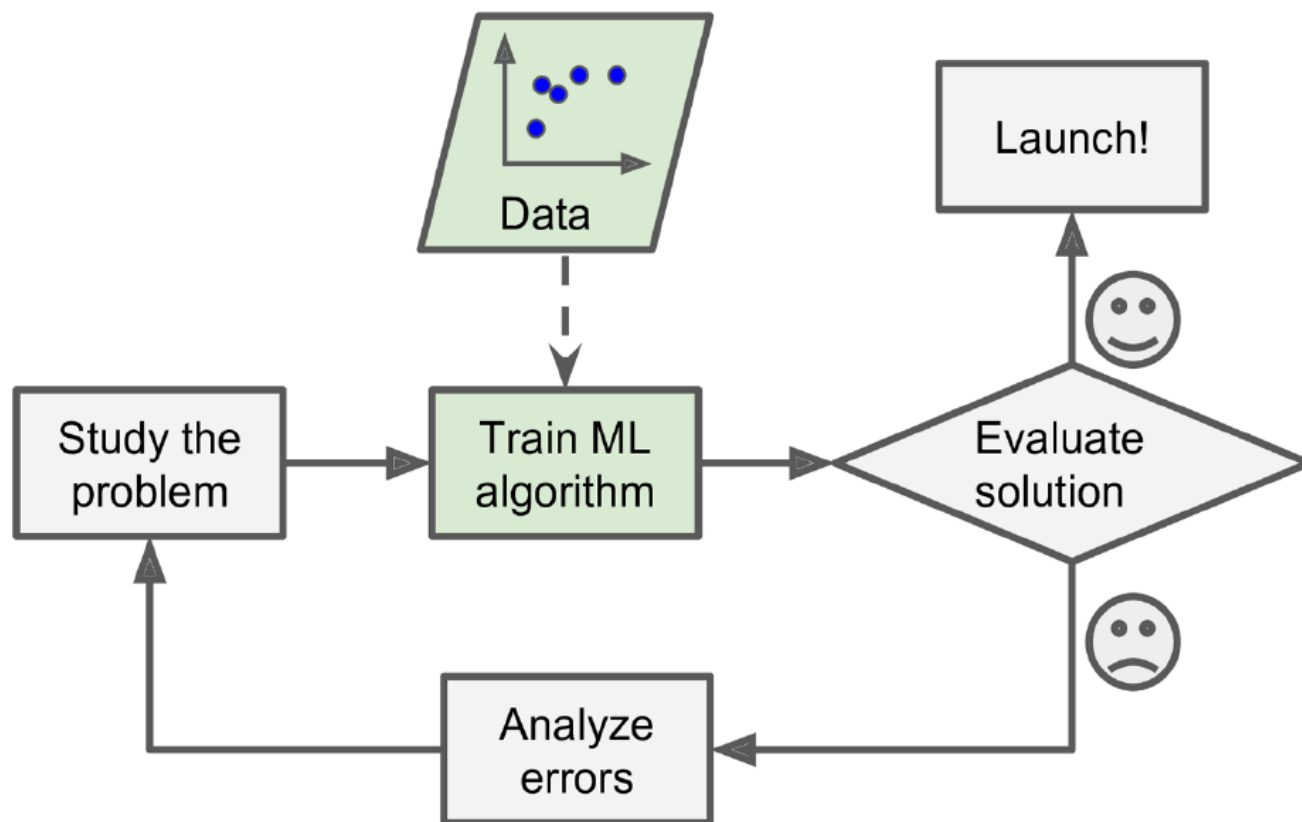 Data
Launch!
Study the
problem
Train ML
algorithm
Evaluate
solution
Analyze
errors